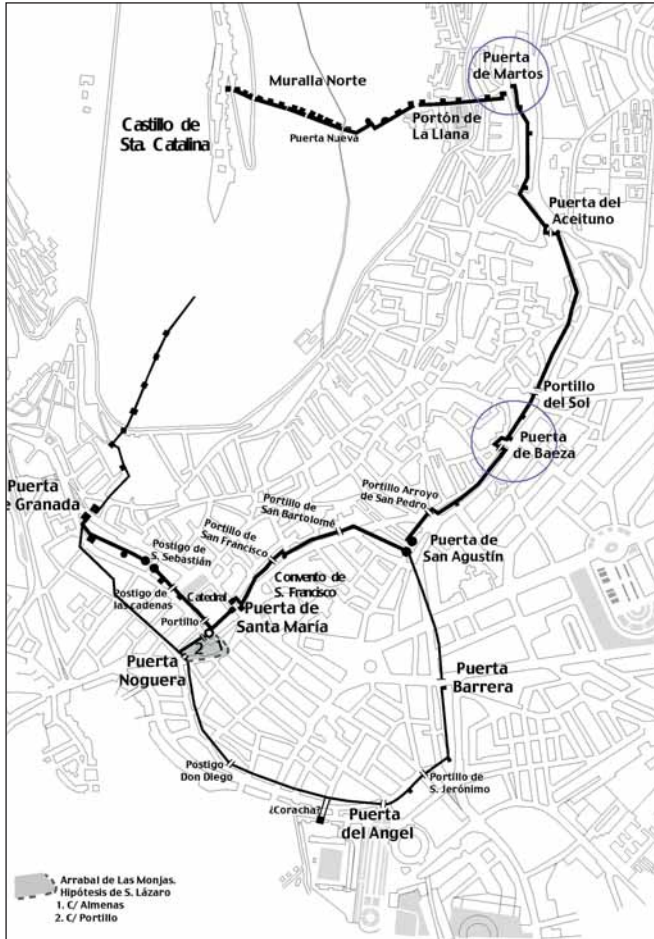 Puerta
de Martos
Muralla Norte
Castillo de
Sta. Catalina
Puerta Nueva
Portón de
La Llana
Puerta del
Aceituno
Portillo
del Sol
Puerta
de Baeza
Portillo Arroyo
de San Pedro
Puerta
de Granada
Portillo de
San Bartolomé
Portillo de
San Francisco
Puerta de
San Agustín
Postigo de
S. Sebastián
Convento de
S. Francisco
Postigo de
las cadenas
Catedral
Puerta de
Santa María
Portillo
2
Puerta
Noguera
Puerta
Barrera
Postigo
Don Diego
Portillo de
S. Jerónimo
¿Coracha?
Puerta
del Angel
Arrabal de Las Monjas.
Hipótesis de S. Lázaro
1. C/ Almenas
2. C/ Portillo